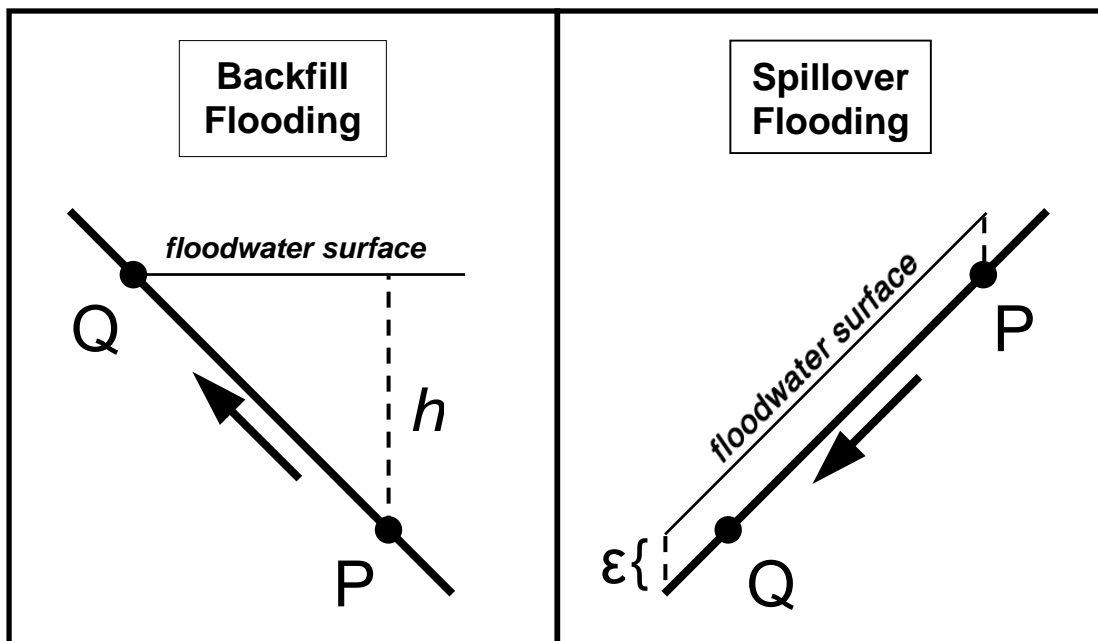 Backfill
Flooding
floodwater surface
Q
h
P
Spillover
Flooding
floodwater surface
P
ε{
Q